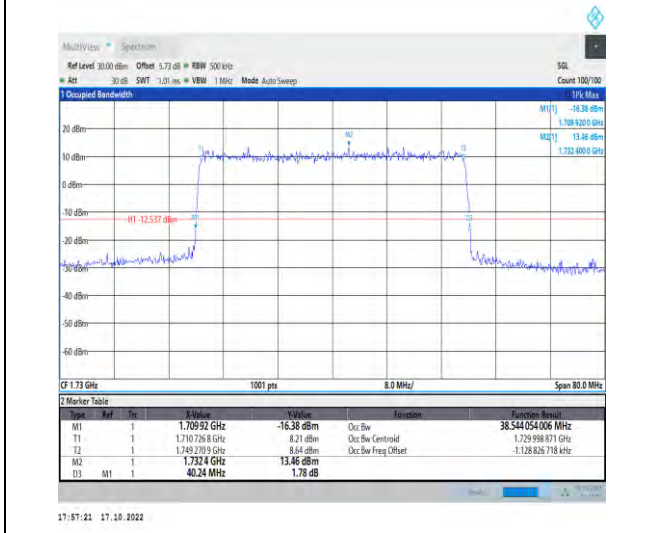 MultiView Spectrum
Ref Level 30.00 dBm Offset 5.73 dB RBW 500 kHz SGL
Att 30 dB SWT 1.01 ms VBW 1 MHz Mode Auto Sweep Count 100/100
1 Occupied Bandwidth 1Pk Max
M1[1] -16.38 dBm
1.709 920 0 GHz
M2[1] 13.46 dBm
1.732 400 0 GHz
20 dBm
M2
10 dBm
T1
0 dBm
-10 dBm
H1 -12.537 dBm
M1
-20 dBm
-30 dBm
-40 dBm
-50 dBm
-60 dBm
CF 1.73 GHz 1001 pts 8.0 MHz/ Span 80.0 MHz
2 Marker Table
Type Ref Trc X-Value Y-Value Function Function Result
M1 1 1.70992 GHz -16.38 dBm Occ Bw 38.544 054 006 MHz
T1 1 1.710 726 8 GHz 8.21 dBm Occ Bw Centroid 1.729 998 871 GHz
T2 1 1.749 270 9 GHz 8.64 dBm Occ Bw Freq Offset -1.128 826 718 kHz
M2 1 1.7324 GHz 13.46 dBm
D3 M1 1 40.24 MHz 1.78 dB
17:57:21 17.10.2022